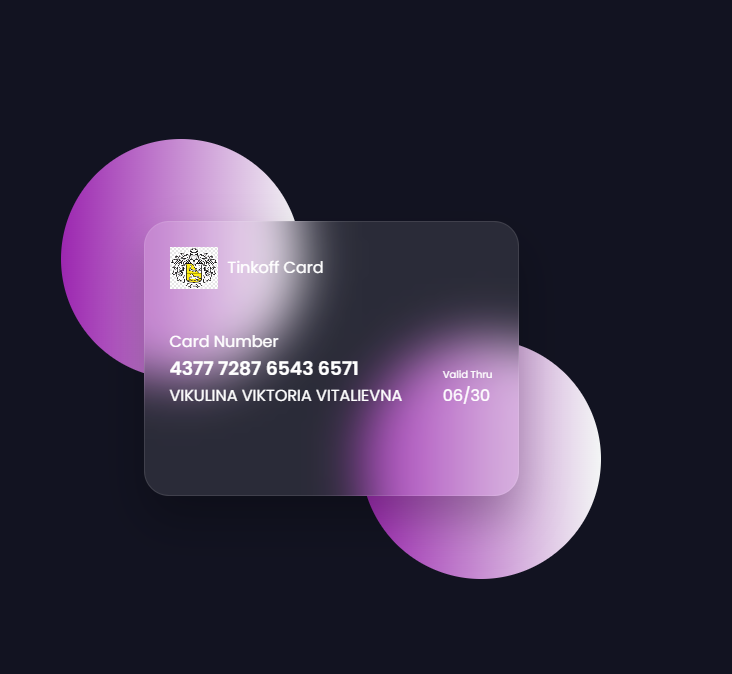 Tinkoff Card
Card Number
4377 7287 6543 6571
VIKULINA VIKTORIA VITALIEVNA
Valid Thru
06/30